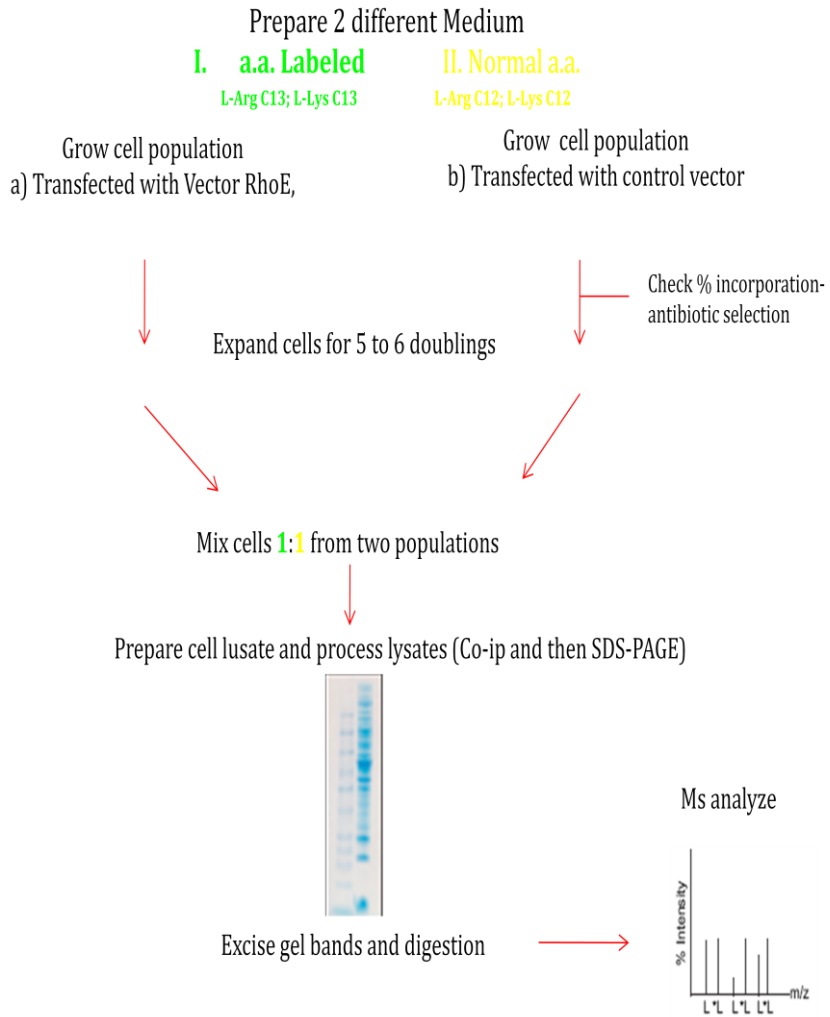 Prepare 2 different Medium
I. a.a. Labeled
II. Normal a.a.
L-Arg C13; L-Lys C13
L-Arg C12; L-Lys C12
Grow cell population
a) Transfected with Vector RhoE,
Grow cell population
b) Transfected with control vector
Check % incorporation-
antibiotic selection
Expand cells for 5 to 6 doublings
Mix cells 1:1 from two populations
Prepare cell lusate and process lysates (Co-ip and then SDS-PAGE)
Ms analyze
% Intensity
m/z
L *L L *L L *L
Excise gel bands and digestion